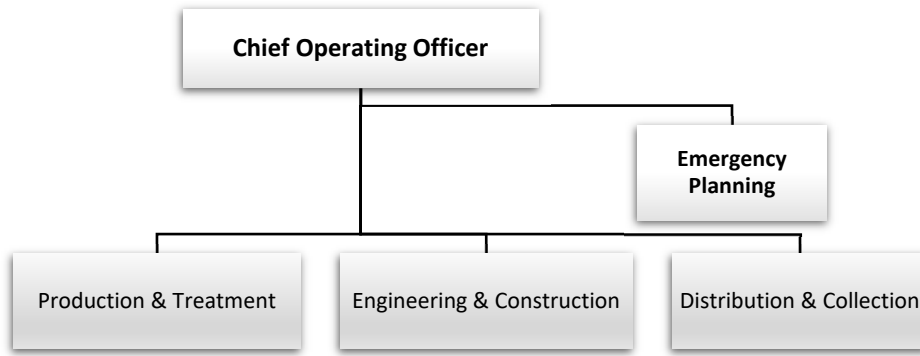 Chief Operating Officer
Emergency
Planning
Production & Treatment
Engineering & Construction
Distribution & Collection